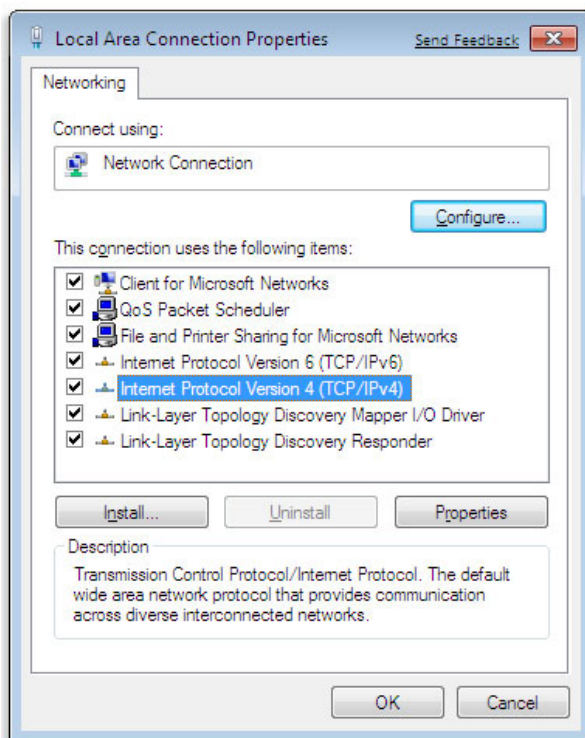 Local Area Connection Properties
Send Feedback
Networking
Connect using:
Network Connection
Configure...
This connection uses the following items:
Client for Microsoft Networks
QoS Packet Scheduler
File and Printer Sharing for Microsoft Networks
Internet Protocol Version 6 (TCP/IPv6)
Internet Protocol Version 4 (TCP/IPv4)
Link-Layer Topology Discovery Mapper I/O Driver
Link-Layer Topology Discovery Responder
Install...
Uninstall
Properties
Description
Transmission Control Protocol/Internet Protocol. The default
wide area network protocol that provides communication
across diverse interconnected networks.
OK
Cancel